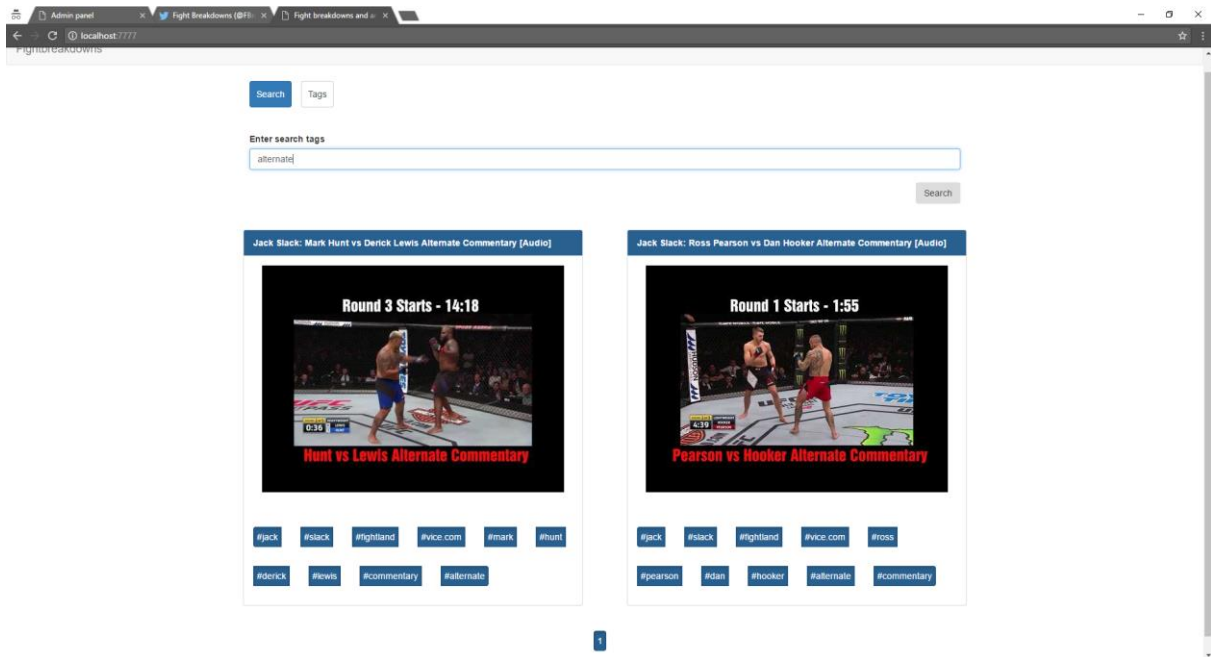 Admin panel
Fight Breakdowns (@FB
Fight breakdowns and a
localhost:7777
Fightbreakdowns
Search
Tags
Enter search tags
alternate
Search
Jack Slack: Mark Hunt vs Derick Lewis Alternate Commentary [Audio]
Round 3 Starts - 14:18
0:36
Hunt vs Lewis Alternate Commentary
#jack #slack #fightland #vice.com #mark #hunt
#derick #lewis #commentary #alternate
Jack Slack: Ross Pearson vs Dan Hooker Alternate Commentary [Audio]
Round 1 Starts - 1:55
4:39
Pearson vs Hooker Alternate Commentary
#jack #slack #fightland #vice.com #ross
#pearson #dan #hooker #alternate #commentary
1